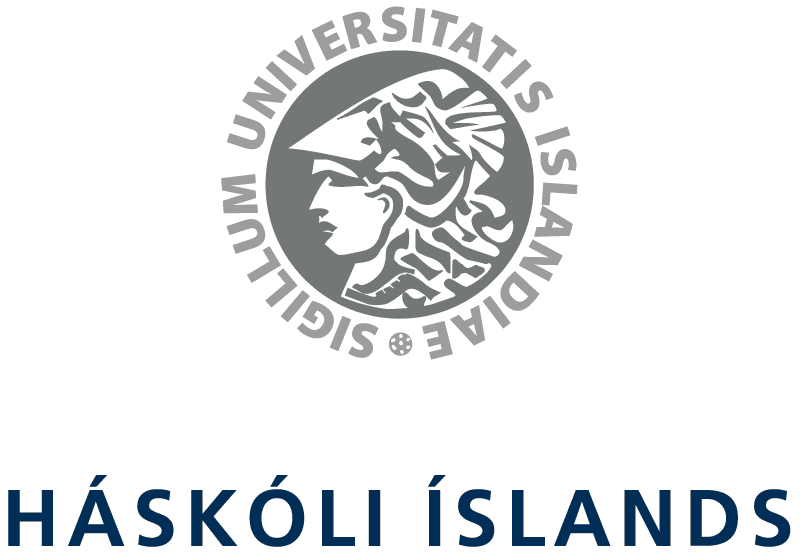 SIGILLUM UNIVERSITATIS ISLANDIAE
HÁSKÓLI ÍSLANDS